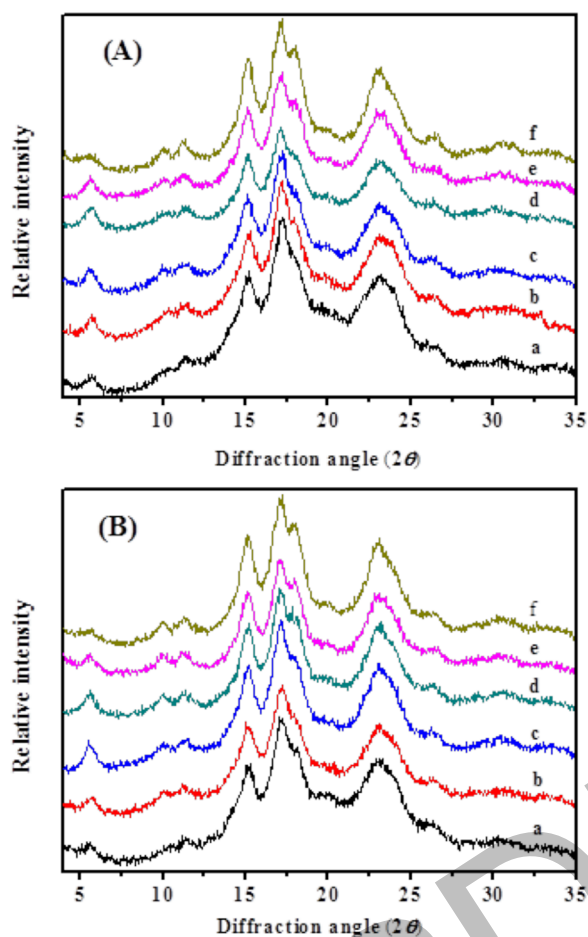 (A)
Relative intensity
f
e
d
c
b
a
5 10 15 20 25 30 35
Diffraction angle (2θ)
(B)
Relative intensity
f
e
d
c
b
a
5 10 15 20 25 30 35
Diffraction angle (2θ)